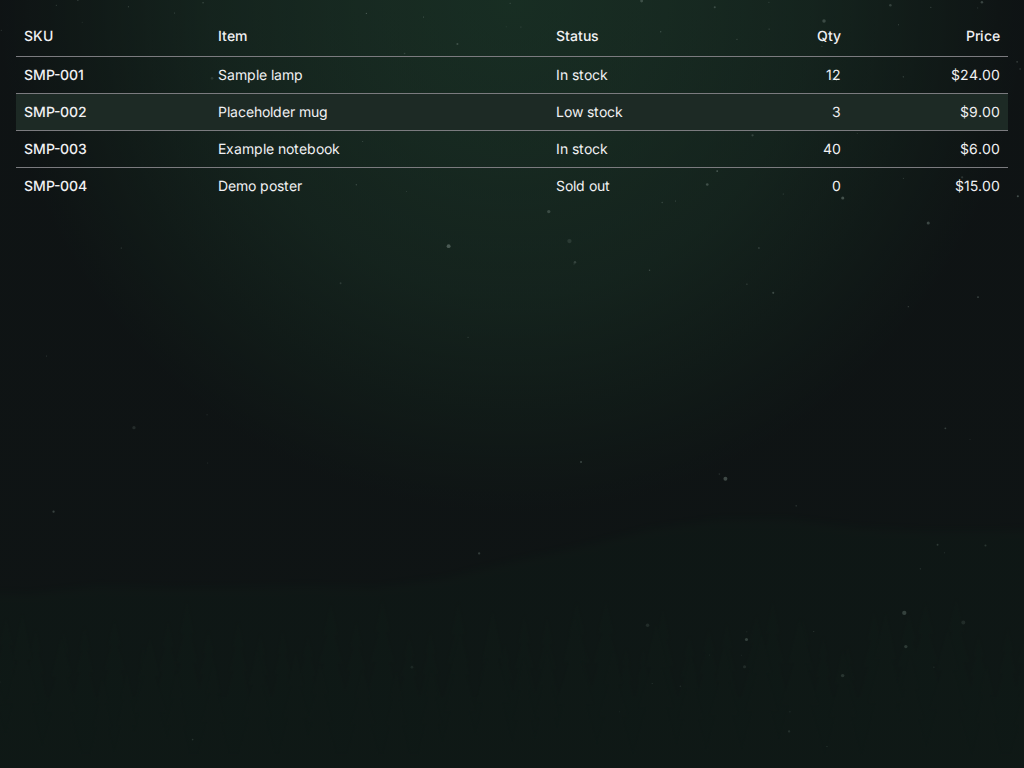 SKU Item Status Qty Price
SMP-001 Sample lamp In stock 12 $24.00
SMP-002 Placeholder mug Low stock 3 $9.00
SMP-003 Example notebook In stock 40 $6.00
SMP-004 Demo poster Sold out 0 $15.00